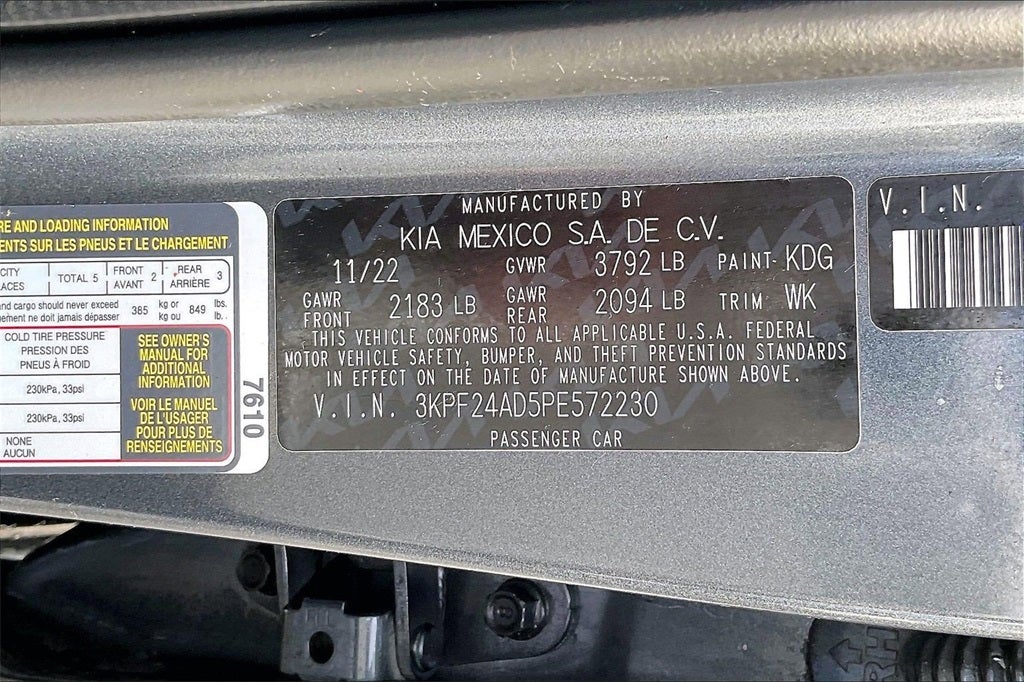 RE AND LOADING INFORMATION
ENTS SUR LES PNEUS ET LE CHARGEMENT
CITY TOTAL 5 FRONT 2 REAR 3
LACES AVANT ARRIÈRE
and cargo should never exceed 385 kg or 849 lbs.
ement ne doit jamais dépasser kg ou lb.
COLD TIRE PRESSURE
PRESSION DES
PNEUS À FROID
230kPa, 33psi
230kPa, 33psi
NONE
AUCUN
SEE OWNER'S
MANUAL FOR
ADDITIONAL
INFORMATION
VOIR LE MANUEL
DE L'USAGER
POUR PLUS DE
RENSEIGNEMENTS
7610
MANUFACTURED BY
KIA MEXICO S.A. DE C.V.
11/22 GVWR 3792 LB PAINT-KDG
GAWR FRONT 2183 LB GAWR REAR 2094 LB TRIM WK
THIS VEHICLE CONFORMS TO ALL APPLICABLE U.S.A. FEDERAL
MOTOR VEHICLE SAFETY, BUMPER, AND THEFT PREVENTION STANDARDS
IN EFFECT ON THE DATE OF MANUFACTURE SHOWN ABOVE.
V.I.N. 3KPF24AD5PE572230
PASSENGER CAR
V.I.N.
RH